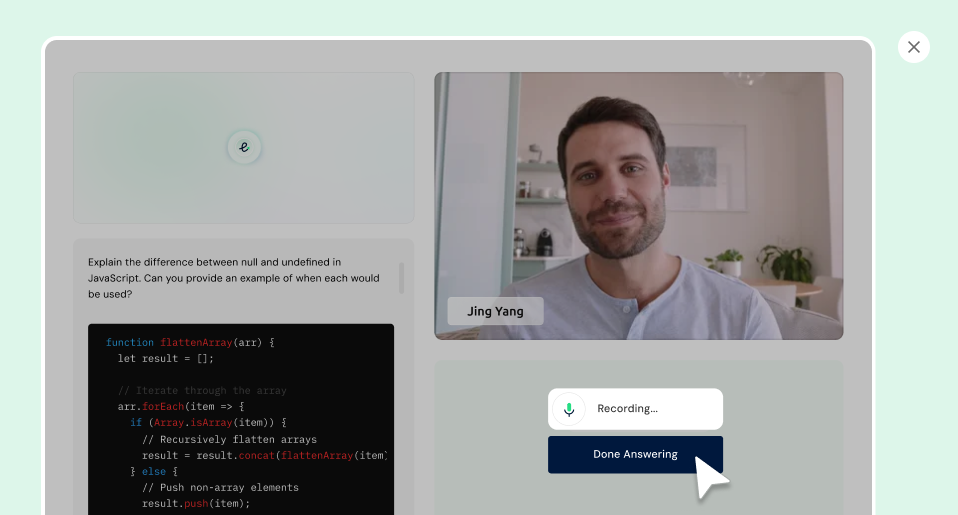 Explain the difference between null and undefined in
JavaScript. Can you provide an example of when each would
be used?
function flattenArray(arr) {
let result = [];
// Iterate through the array
arr.forEach(item => {
if (Array.isArray(item)) {
// Recursively flatten arrays
result = result.concat(flattenArray(item)
} else {
// Push non-array elements
result.push(item);
Jing Yang
Recording...
Done Answering